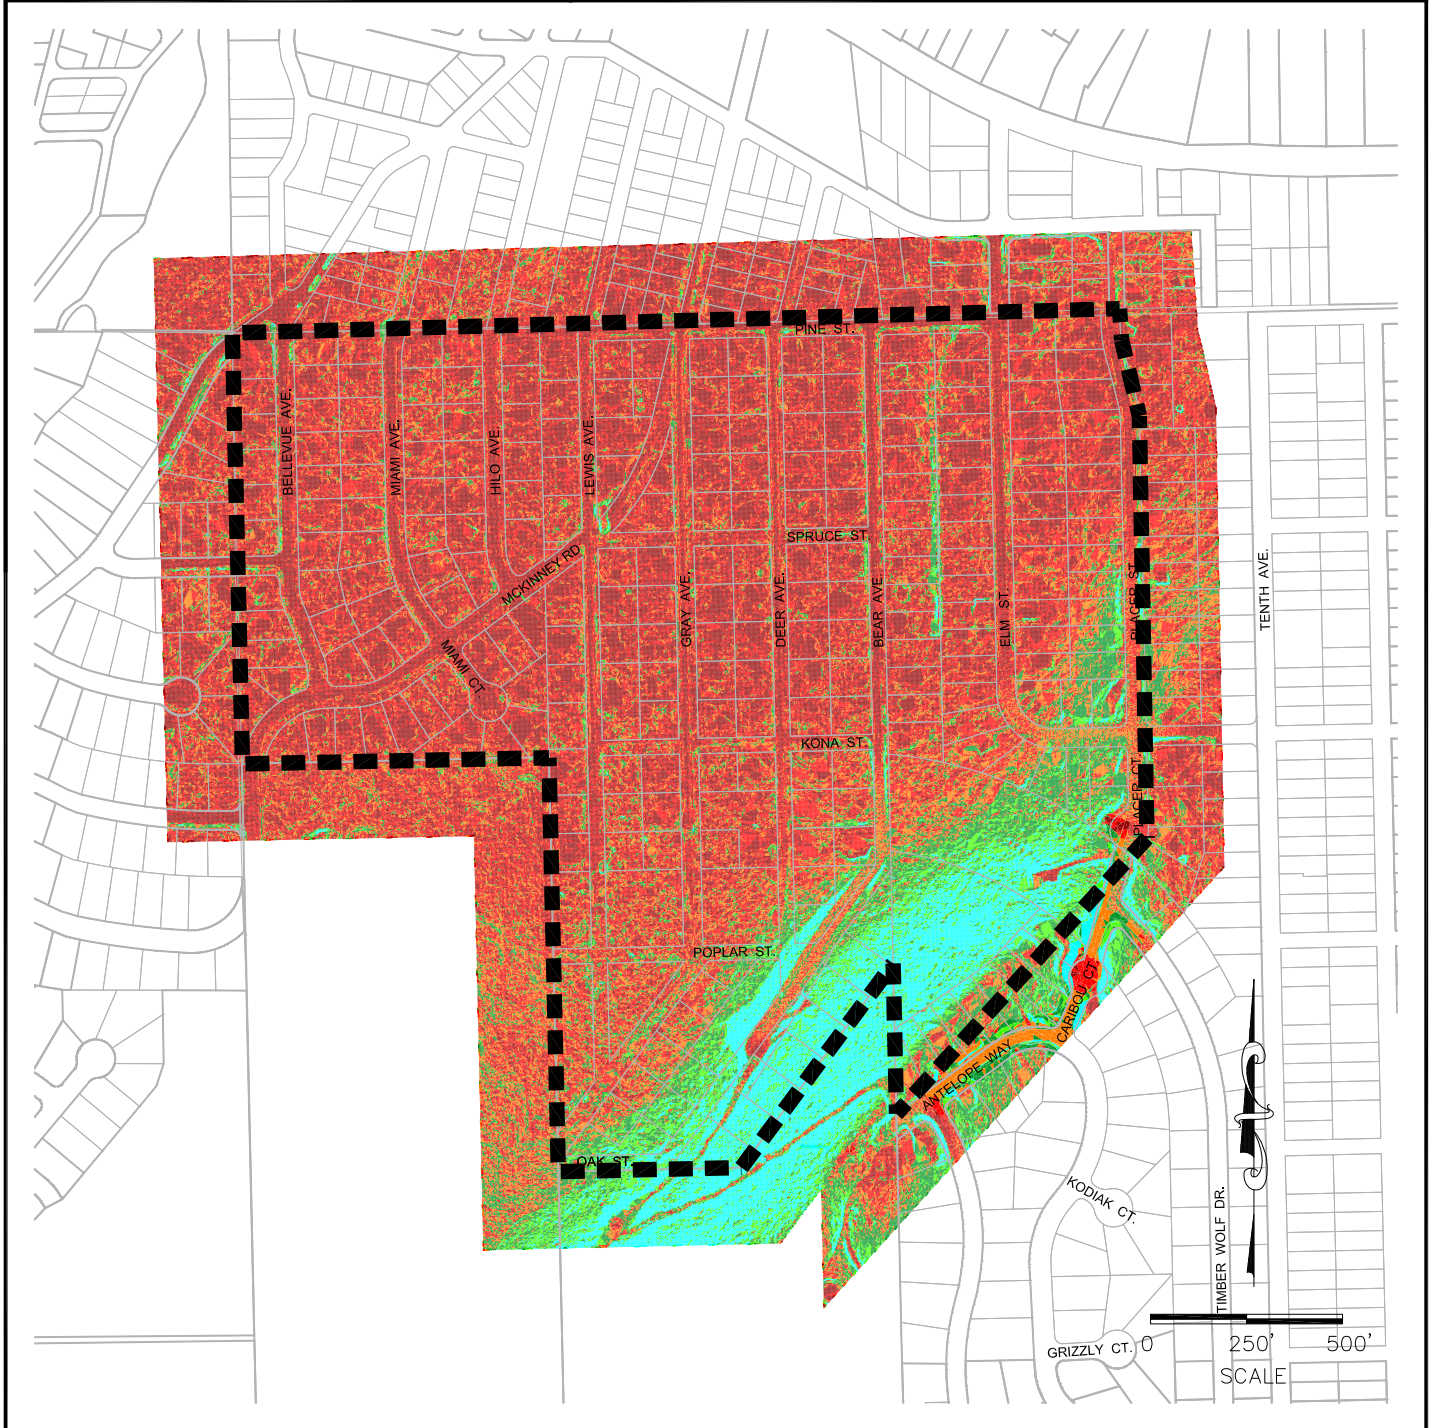 PINE ST.
BELLEVUE AVE.
MIAMI AVE.
HILO AVE.
LEWIS AVE.
SPRUCE ST.
MCKINNEY RD
GRAY AVE.
DEER AVE.
BEAR AVE.
ELM ST.
PLACER ST.
TENTH AVE.
MIAMI CT.
KONA ST.
PLACER CT.
POPLAR ST.
CARIBOU CT.
ANTELOPE WAY
OAK ST.
KODIAK CT.
TIMBER WOLF DR.
GRIZZLY CT.
0 250' 500'
SCALE